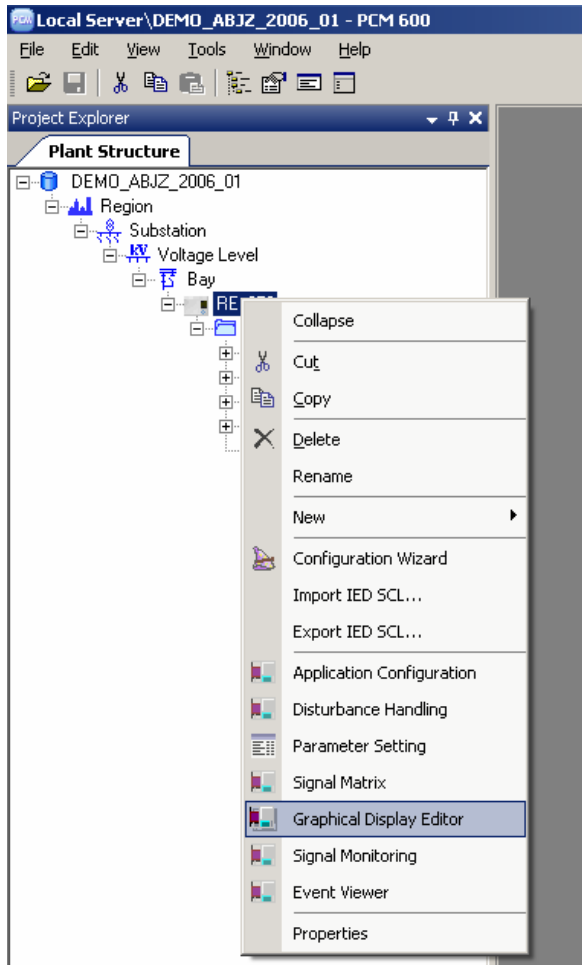 Local Server\DEMO_ABJZ_2006_01 - PCM 600
File Edit View Tools Window Help
Project Explorer
Plant Structure
DEMO_ABJZ_2006_01
Region
Substation
Voltage Level
Bay
Collapse
Cut
Copy
Delete
Rename
New
Configuration Wizard
Import IED SCL...
Export IED SCL...
Application Configuration
Disturbance Handling
Parameter Setting
Signal Matrix
Graphical Display Editor
Signal Monitoring
Event Viewer
Properties